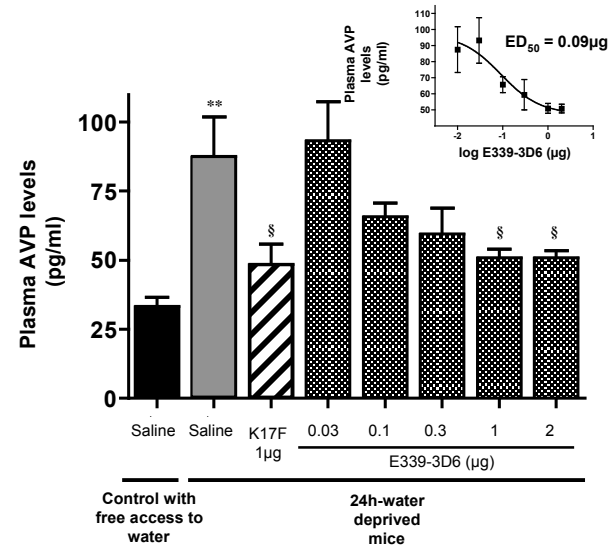 110
100
90
80
70
60
50
Plasma AVP
levels
(pg/ml)
ED50 = 0.09µg
-2 -1 0 1
log E339-3D6 (µg)
Plasma AVP levels
(pg/ml)
100
75
50
25
0
**
§
§
§
Saline
Saline
K17F
1µg
0.03 0.1 0.3 1 2
E339-3D6 (µg)
Control with
free access to
water
24h-water
deprived
mice